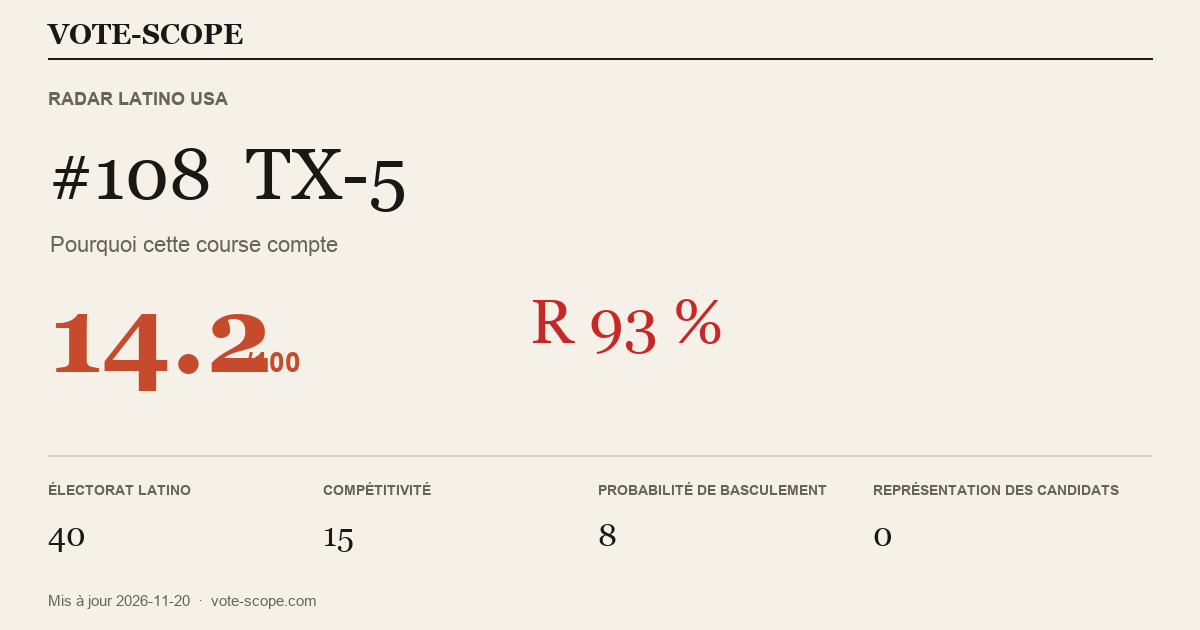 VOTE-SCOPE
RADAR LATINO USA
#108 TX-5
Pourquoi cette course compte
14.2/100
R 93 %
ÉLECTORAT LATINO
COMPÉTITIVITÉ
PROBABILITÉ DE BASCULEMENT
REPRÉSENTATION DES CANDIDATS
40
15
8
0
Mis à jour 2026-11-20 · vote-scope.com